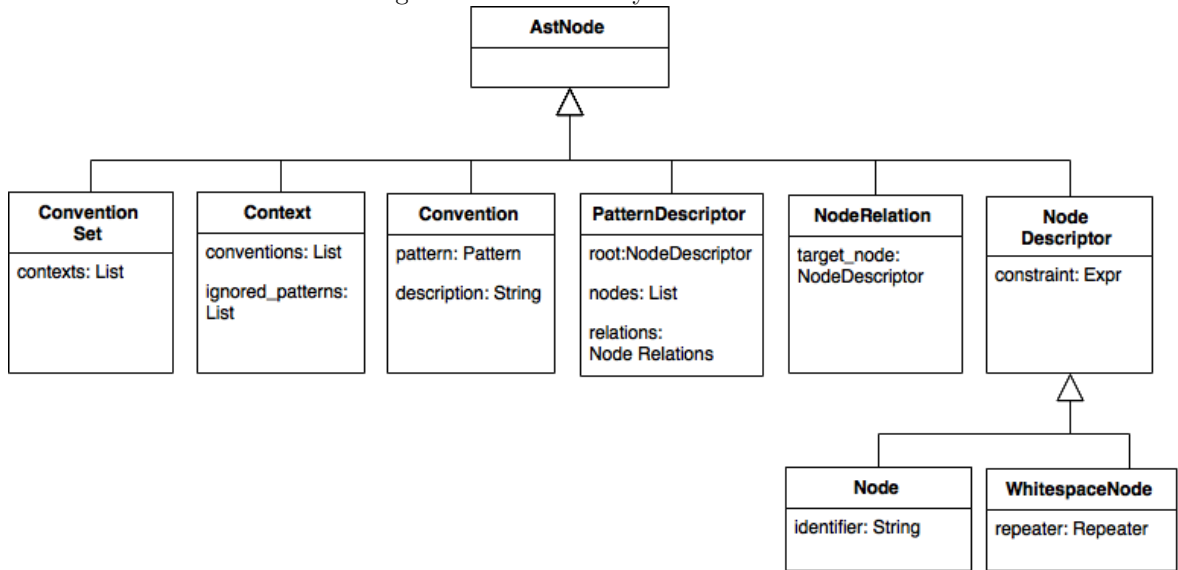 AstNode
Convention
Set
contexts: List
Context
conventions: List
ignored_patterns:
List
Convention
pattern: Pattern
description: String
PatternDescriptor
root:NodeDescriptor
nodes: List
relations:
Node Relations
NodeRelation
target_node:
NodeDescriptor
Node
Descriptor
constraint: Expr
Node
identifier: String
WhitespaceNode
repeater: Repeater